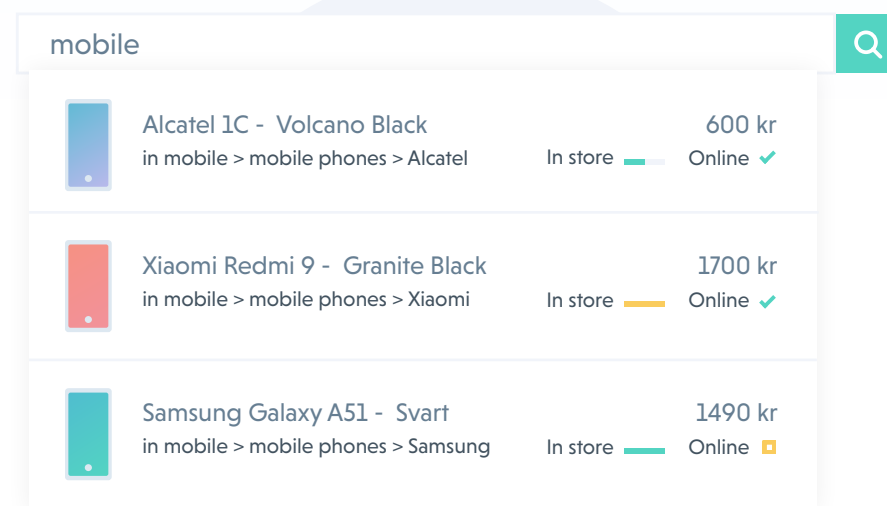 mobile
Alcatel 1C - Volcano Black 600 kr
in mobile > mobile phones > Alcatel In store Online
Xiaomi Redmi 9 - Granite Black 1700 kr
in mobile > mobile phones > Xiaomi In store Online
Samsung Galaxy A51 - Svart 1490 kr
in mobile > mobile phones > Samsung In store Online